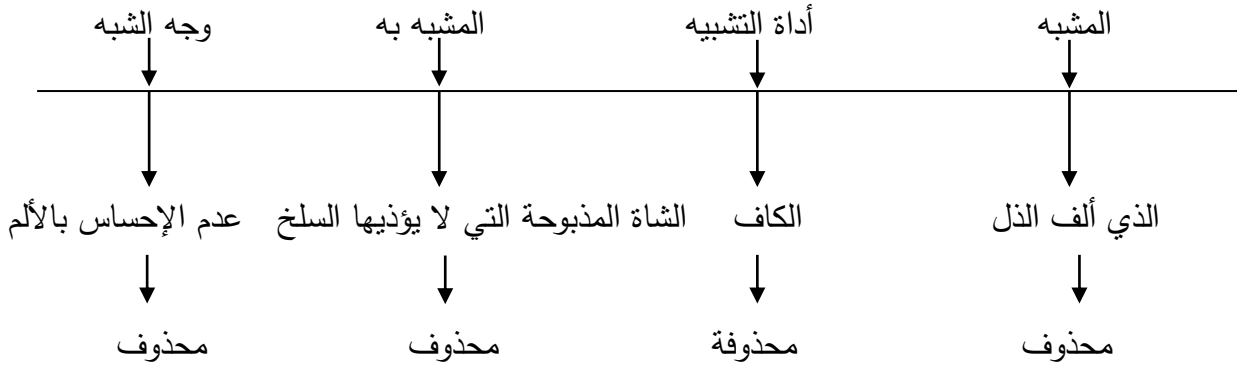 المشبه أداة التشبيه المشبه به وجه الشبه
الذي ألف الذل الكاف الشاة المذبوحة التي لا يؤذيها السلخ عدم الإحساس بالألم
محذوف محذوفة محذوف محذوف